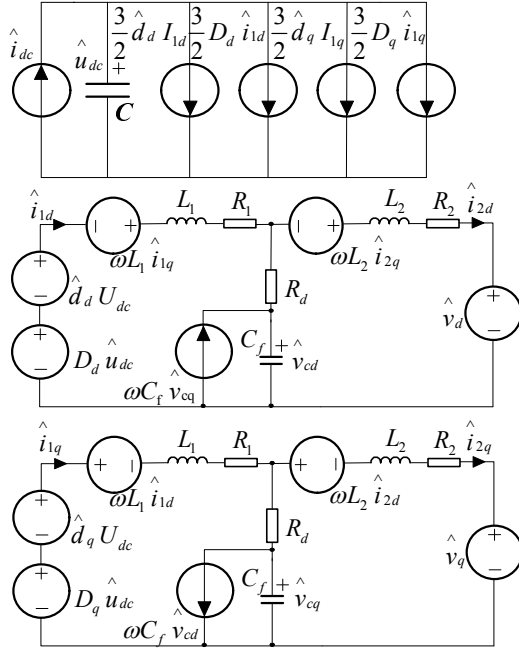 î_dc û_dc + C 3/2 d̂_d I_1d 3/2 D_d î_1d 3/2 d̂_q I_1q 3/2 D_q î_1q
î_1d − + L_1 R_1 − + L_2 R_2 î_2d
ωL_1 î_1q ωL_2 î_2q
+ − d̂_d U_dc R_d
+ − D_d û_dc C_f + v̂_cd v̂_d + −
ωC_f v̂_cq
î_1q + − L_1 R_1 + − L_2 R_2 î_2q
ωL_1 î_1d ωL_2 î_2d
+ − d̂_q U_dc R_d
+ − D_q û_dc C_f + v̂_cq v̂_q + −
ωC_f v̂_cd